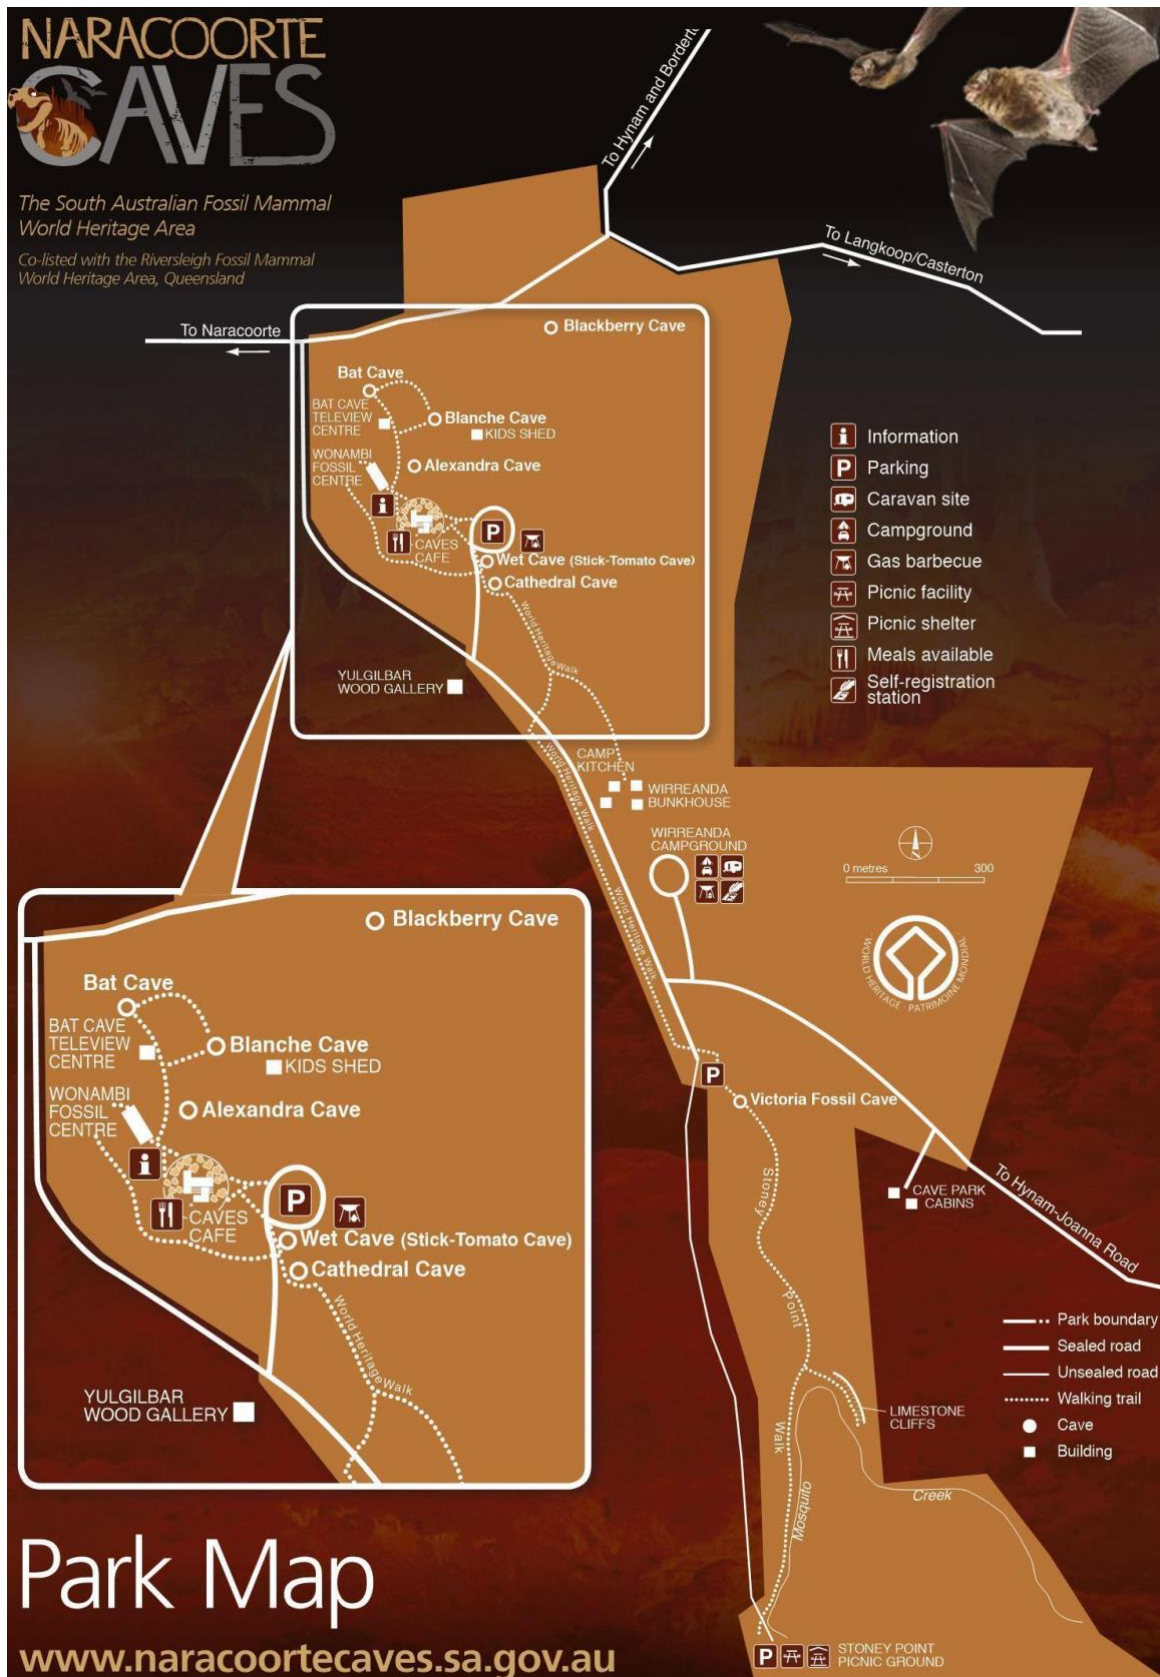 NARACOORTE
CAVES
The South Australian Fossil Mammal
World Heritage Area
Co-listed with the Riversleigh Fossil Mammal
World Heritage Area, Queensland
To Hynam and
To Langkoop/Casterton
To Naracoorte
Blackberry Cave
Bat Cave
BAT CAVE
TELEVIEW
CENTRE
Blanche Cave
KIDS SHED
WONAMBI
FOSSIL
CENTRE
Alexandra Cave
i
P
CAVES
CAFE
Wet Cave (Stick-Tomato Cave)
Cathedral Cave
World Heritage Walk
YULGILBAR
WOOD GALLERY
i Information
P Parking
Caravan site
Campground
Gas barbecue
Picnic facility
Picnic shelter
Meals available
Self-registration
station
World Heritage Walk
CAMP
KITCHEN
WIRREANDA
BUNKHOUSE
WIRREANDA
CAMPGROUND
World Heritage Walk
0 metres 300
WORLD HERITAGE · PATRIMOINE MONDIAL
P
Victoria Fossil Cave
Stoney
Point
Walk
CAVE PARK
CABINS
To Hynam-Joanna Road
LIMESTONE
CLIFFS
Mosquito
Creek
Park boundary
Sealed road
Unsealed road
Walking trail
Cave
Building
P
STONEY POINT
PICNIC GROUND
Blackberry Cave
Bat Cave
BAT CAVE
TELEVIEW
CENTRE
Blanche Cave
KIDS SHED
WONAMBI
FOSSIL
CENTRE
Alexandra Cave
i
P
CAVES
CAFE
Wet Cave (Stick-Tomato Cave)
Cathedral Cave
World Heritage Walk
YULGILBAR
WOOD GALLERY
Park Map
www.naracoortecaves.sa.gov.au